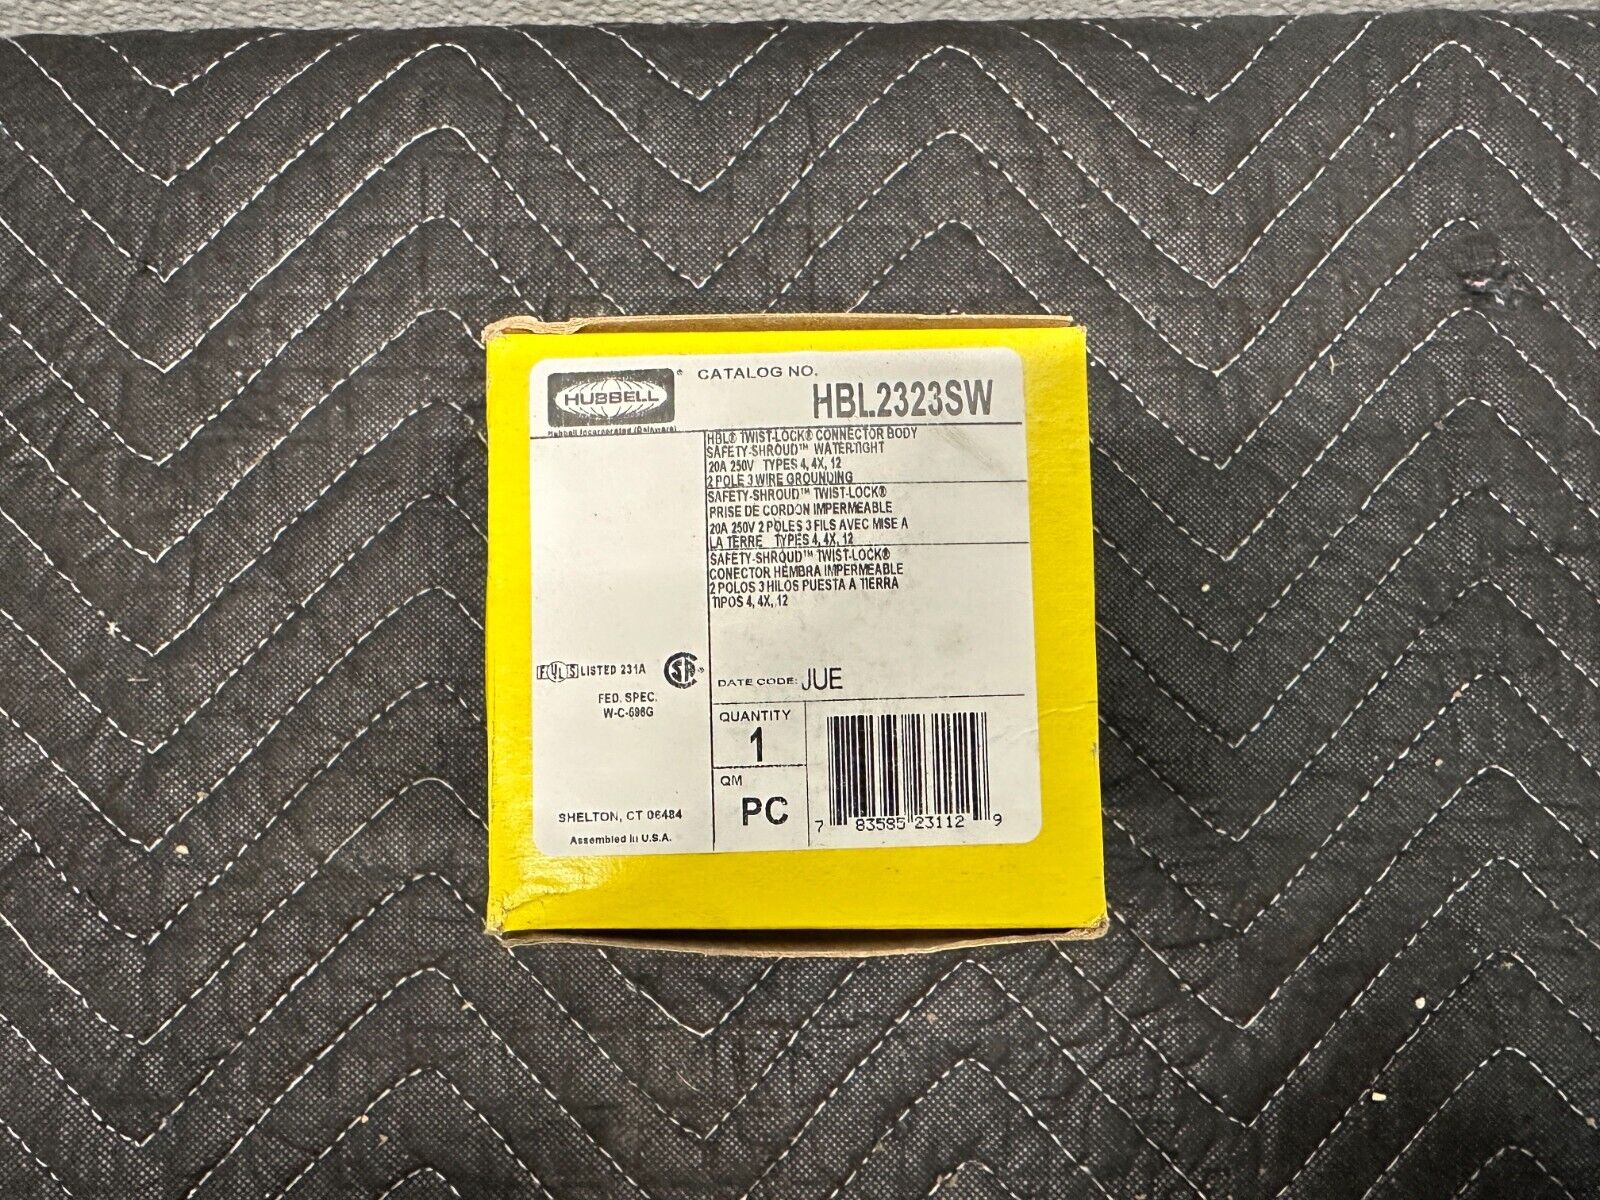 HUBBELL ®
Hubbell Incorporated (Delaware)
CATALOG NO.
HBL2323SW
HBL® TWIST-LOCK® CONNECTOR BODY
SAFETY-SHROUD™ WATERTIGHT
20A 250V TYPES 4, 4X, 12
2 POLE 3 WIRE GROUNDING
SAFETY-SHROUD™ TWIST-LOCK®
PRISE DE CORDON IMPERMEABLE
20A 250V 2 POLES 3 FILS AVEC MISE A
LA TERRE TYPES 4, 4X, 12
SAFETY-SHROUD™ TWIST-LOCK®
CONECTOR HEMBRA IMPERMEABLE
2 POLOS 3 HILOS PUESTA A TIERRA
TIPOS 4, 4X, 12
LISTED 231A
FED. SPEC.
W-C-596G
DATE CODE: JUE
QUANTITY
1
QM
PC
SHELTON, CT 06484
Assembled in U.S.A.
7 83585 23112 9